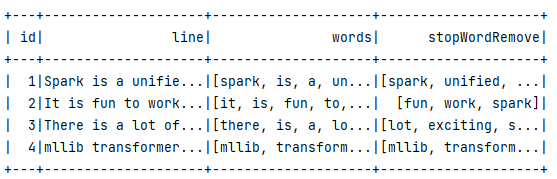 +---+--------------------+--------------------+--------------------+
| id|                line|               words|      stopWordRemove|
+---+--------------------+--------------------+--------------------+
|  1|Spark is a unifie...|[spark, is, a, un...|[spark, unified, ...|
|  2|It is fun to work...|[it, is, fun, to,...|  [fun, work, spark]|
|  3|There is a lot of...|[there, is, a, lo...|[lot, exciting, s...|
|  4|mllib transformer...|[mllib, transform...|[mllib, transform...|
+---+--------------------+--------------------+--------------------+